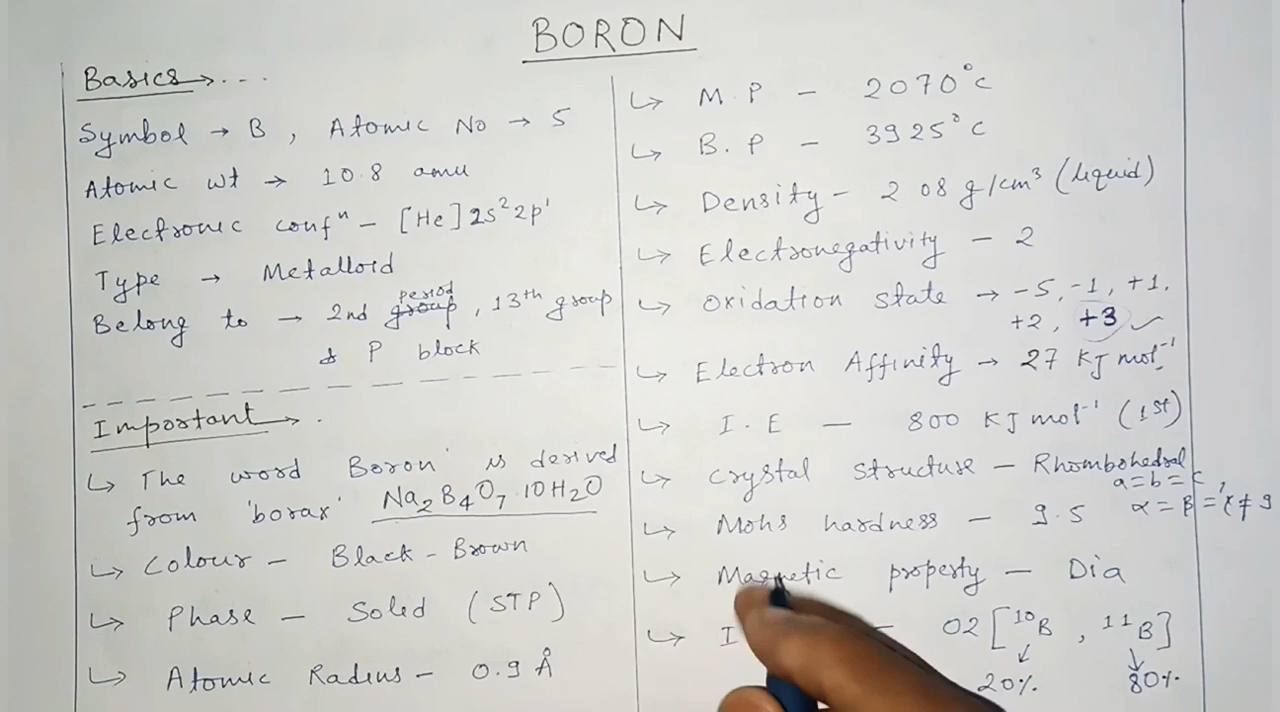 BORON
Basics → ...
Symbol → B , Atomic No → 5
Atomic wt → 10.8 amu
Electronic confⁿ - [He] 2s² 2p¹
Type → Metalloid
period
Belong to → 2nd group , 13th group
& P block
Important → .
↳ The word Boron is derived
from 'borax' Na₂B₄O₇.10H₂O
↳ Colour - Black - Brown
↳ Phase - Solid (STP)
↳ Atomic Radius - 0.9 Å
↳ M.P - 2070°C
↳ B.P - 3925°C
↳ Density - 2 08 g/cm³ (liquid)
↳ Electronegativity - 2
↳ Oxidation state → -5, -1, +1,
+2, +3 ✓
↳ Electron Affinity → 27 KJ mol⁻¹
↳ I.E - 800 KJ mol⁻¹ (1st)
↳ Crystal structure - Rhombohedral
a = b = c ,
α = β = γ ≠ 9
↳ Mohs hardness - 9.5
↳ Magnetic property - Dia
↳ I - 02 [¹⁰B , ¹¹B]
20% 80%